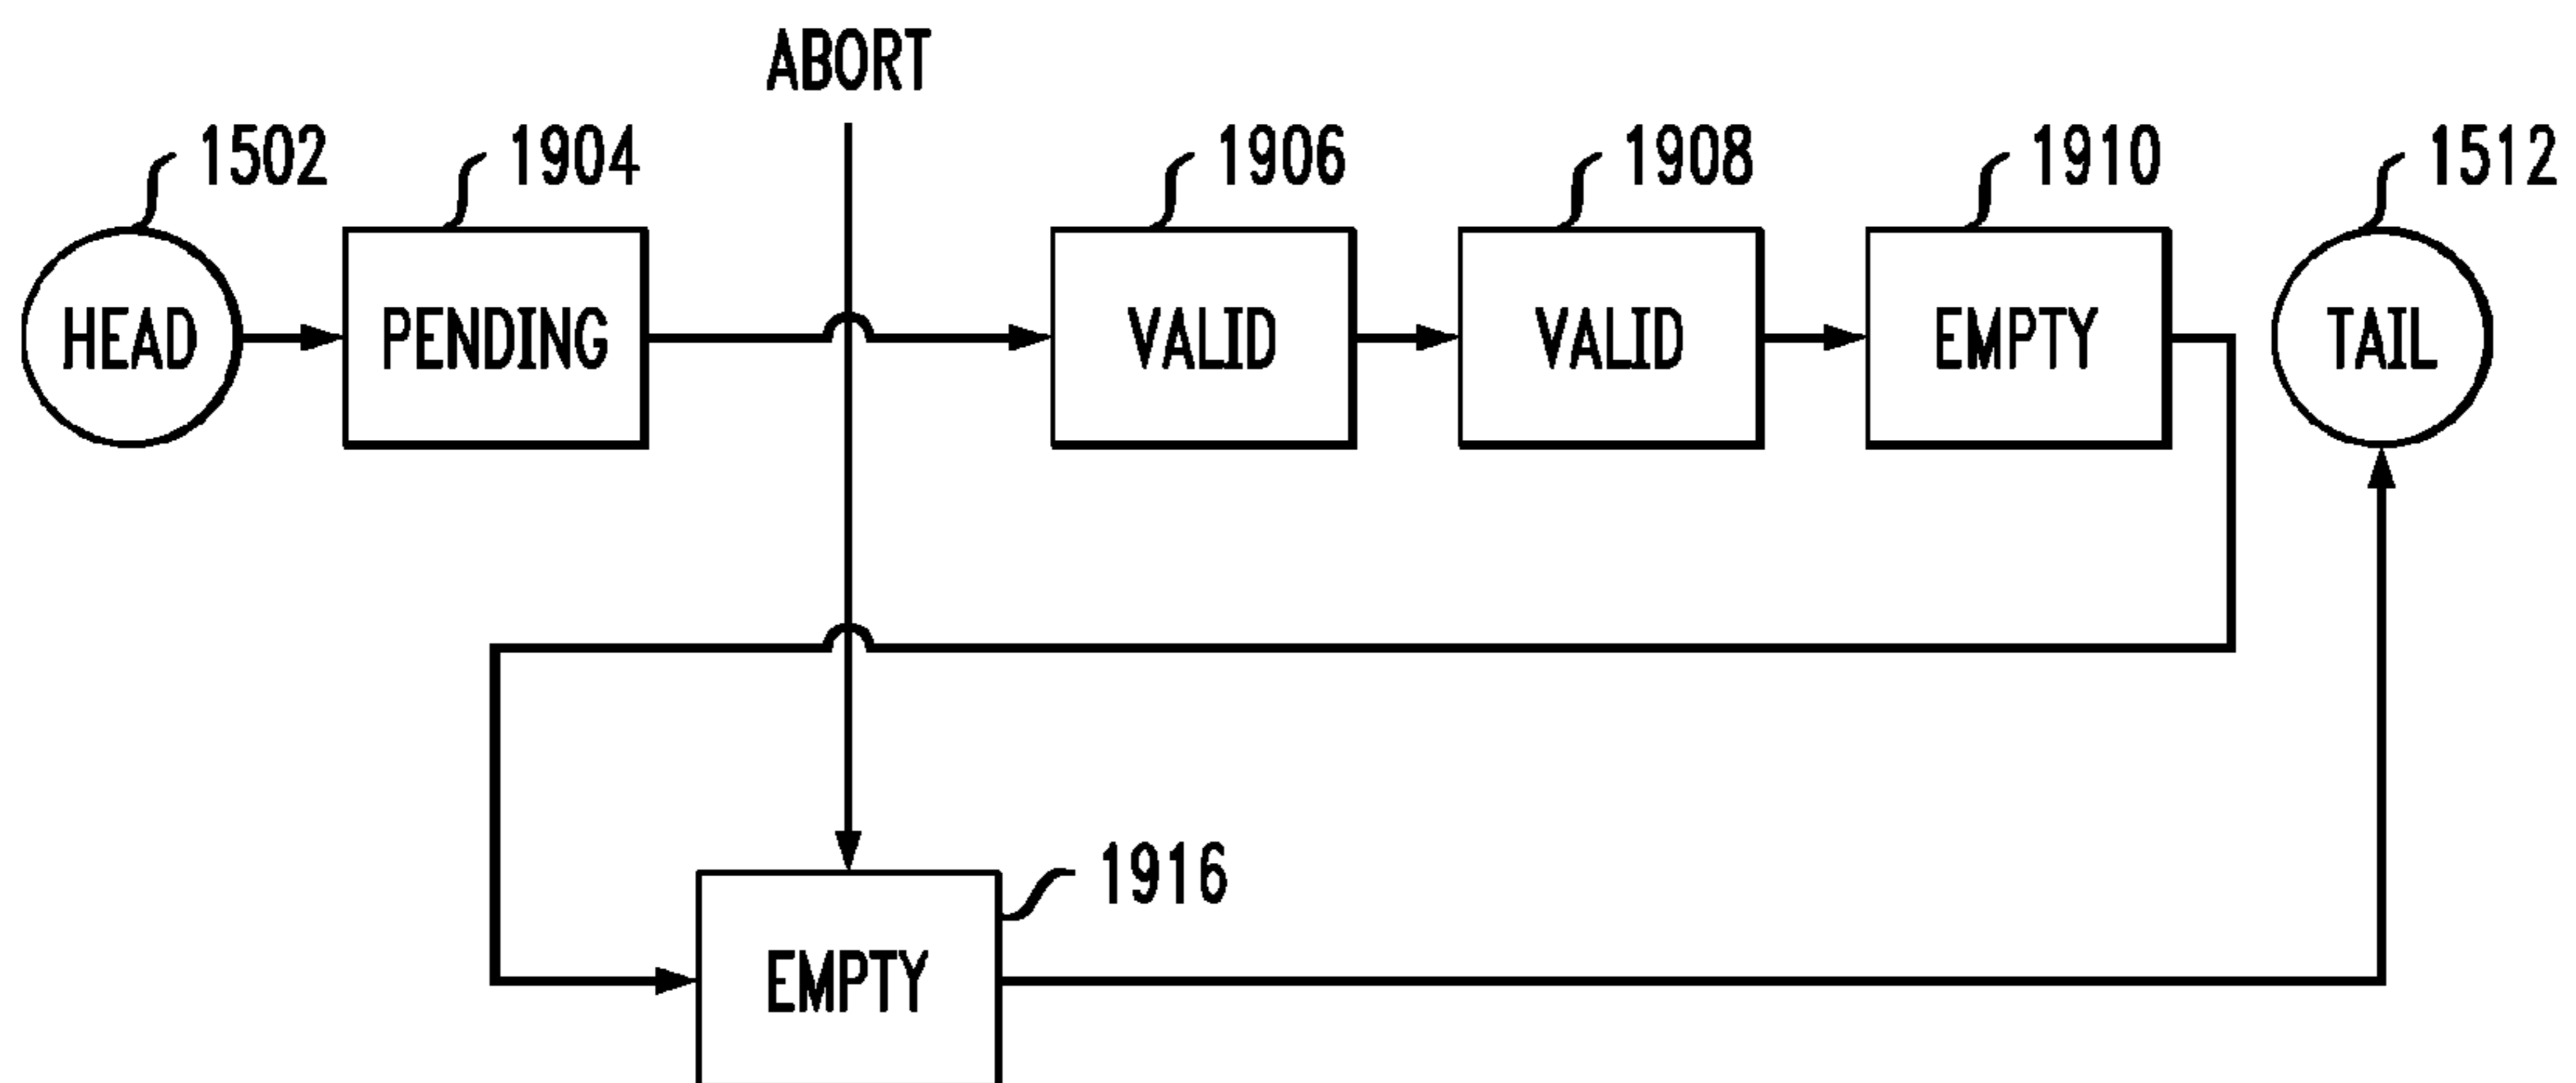 ABORT
1502 1904 1906 1908 1910 1512
HEAD PENDING VALID VALID EMPTY TAIL
1916
EMPTY